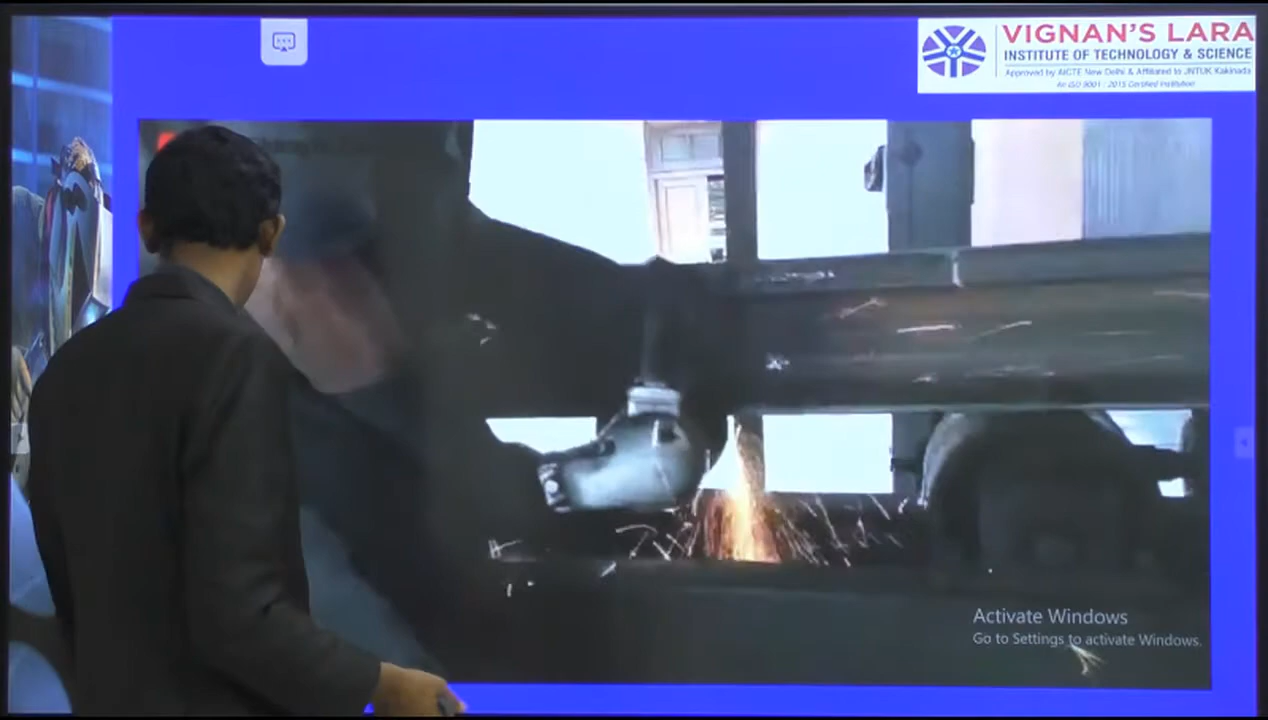 VIGNAN'S LARA
INSTITUTE OF TECHNOLOGY & SCIENCE
Approved by AICTE New Delhi & Affiliated to JNTUK Kakinada
An ISO 9001 : 2015 Certified Institution
Activate Windows
Go to Settings to activate Windows.